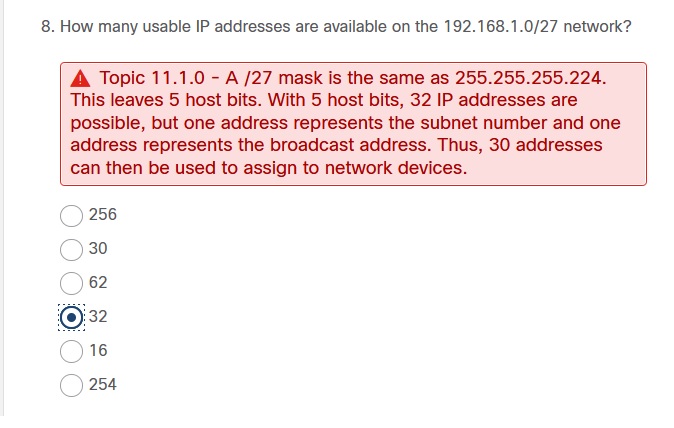 8. How many usable IP addresses are available on the 192.168.1.0/27 network?
Topic 11.1.0 - A /27 mask is the same as 255.255.255.224.
This leaves 5 host bits. With 5 host bits, 32 IP addresses are
possible, but one address represents the subnet number and one
address represents the broadcast address. Thus, 30 addresses
can then be used to assign to network devices.
256
30
62
32
16
254